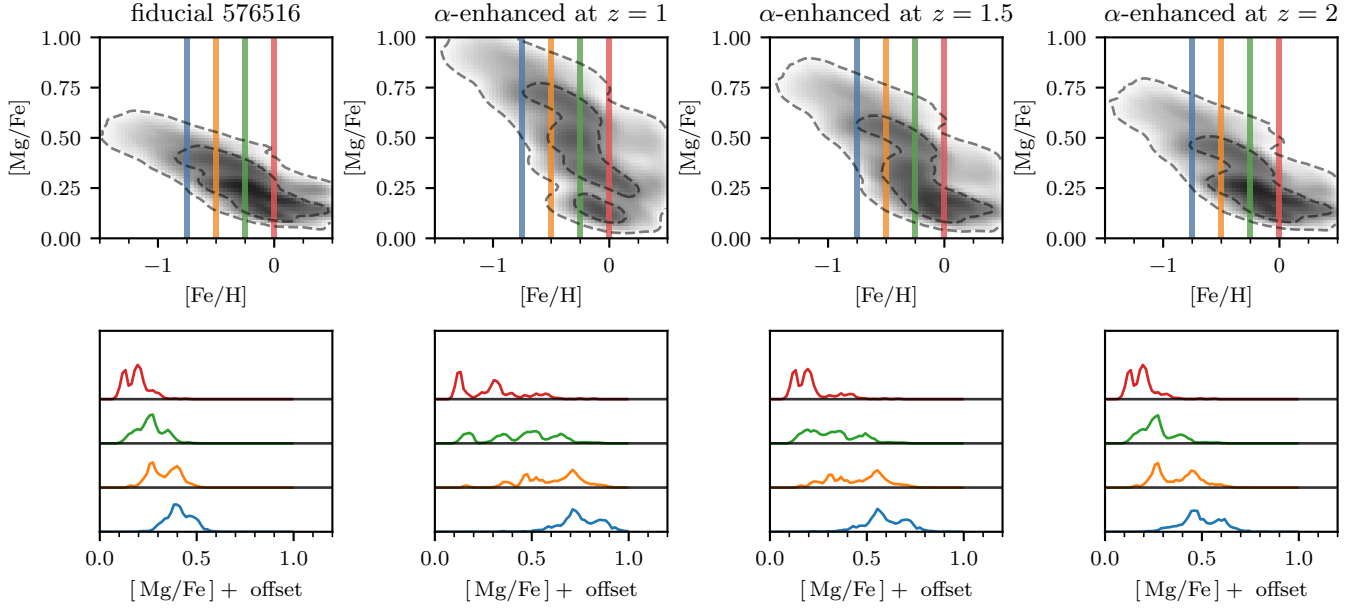 fiducial 576516
α-enhanced at z = 1
α-enhanced at z = 1.5
α-enhanced at z = 2
1.00
0.75
0.50
0.25
0.00
[Mg/Fe]
−1
0
[Fe/H]
1.00
0.75
0.50
0.25
0.00
[Mg/Fe]
−1
0
[Fe/H]
1.00
0.75
0.50
0.25
0.00
[Mg/Fe]
−1
0
[Fe/H]
1.00
0.75
0.50
0.25
0.00
[Mg/Fe]
−1
0
[Fe/H]
0.0
0.5
1.0
[Mg/Fe] + offset
0.0
0.5
1.0
[Mg/Fe] + offset
0.0
0.5
1.0
[Mg/Fe] + offset
0.0
0.5
1.0
[Mg/Fe] + offset